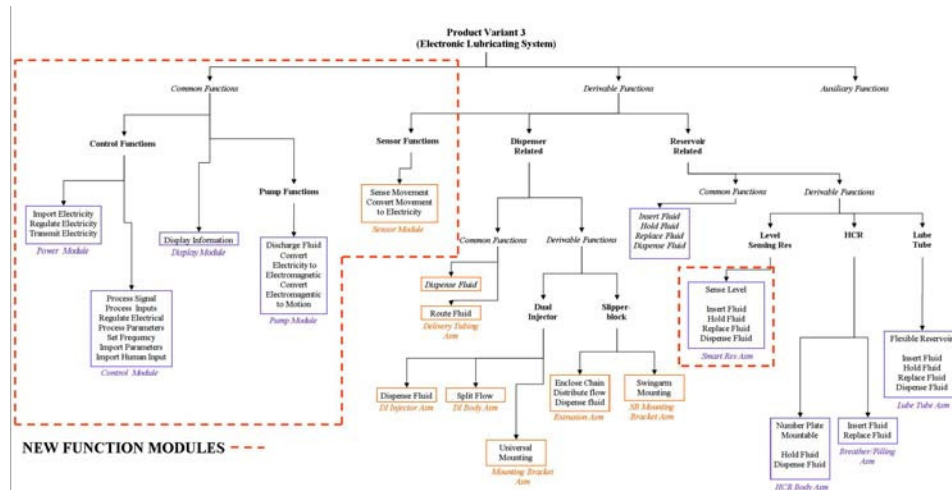 Product Variant 3
(Electronic Lubricating System)
Common Functions
Derivable Functions
Auxiliary Functions
Control Functions
Sensor Functions
Dispenser
Related
Reservoir
Related
Pump Functions
Sense Movement
Convert Movement
to Electricity
Sensor Module
Common Functions
Derivable Functions
Import Electricity
Regulate Electricity
Transmit Electricity
Power Module
Display Information
Display Module
Discharge Fluid
Convert
Electricity to
Electromagnetic
Convert
Electromagentic
to Motion
Pump Module
Insert Fluid
Hold Fluid
Replace Fluid
Dispense Fluid
Level
Sensing Res
HCR
Lube
Tube
Common Functions
Derivable Functions
Dispense Fluid
Route Fluid
Delivery Tubing
Asm
Dual
Injector
Slipper-
block
Sense Level
Insert Fluid
Hold Fluid
Replace Fluid
Dispense Fluid
Smart Res Asm
Process Signal
Process Inputs
Regulate Electrical
Process Parameters
Set Frequency
Import Parameters
Import Human Input
Control Module
Flexible Reservoir
Insert Fluid
Hold Fluid
Replace Fluid
Dispense Fluid
Lube Tube Asm
Dispense Fluid
DI Injector Asm
Split Flow
DI Body Asm
Enclose Chain
Distribute flow
Dispense fluid
Extrusion Asm
Swingarm
Mounting
SB Mounting
Bracket Asm
Universal
Mounting
Mounting Bracket
Asm
Number Plate
Mountable
Hold Fluid
Dispense Fluid
HCR Body Asm
Insert Fluid
Replace Fluid
Breather/Filling
Asm
NEW FUNCTION MODULES